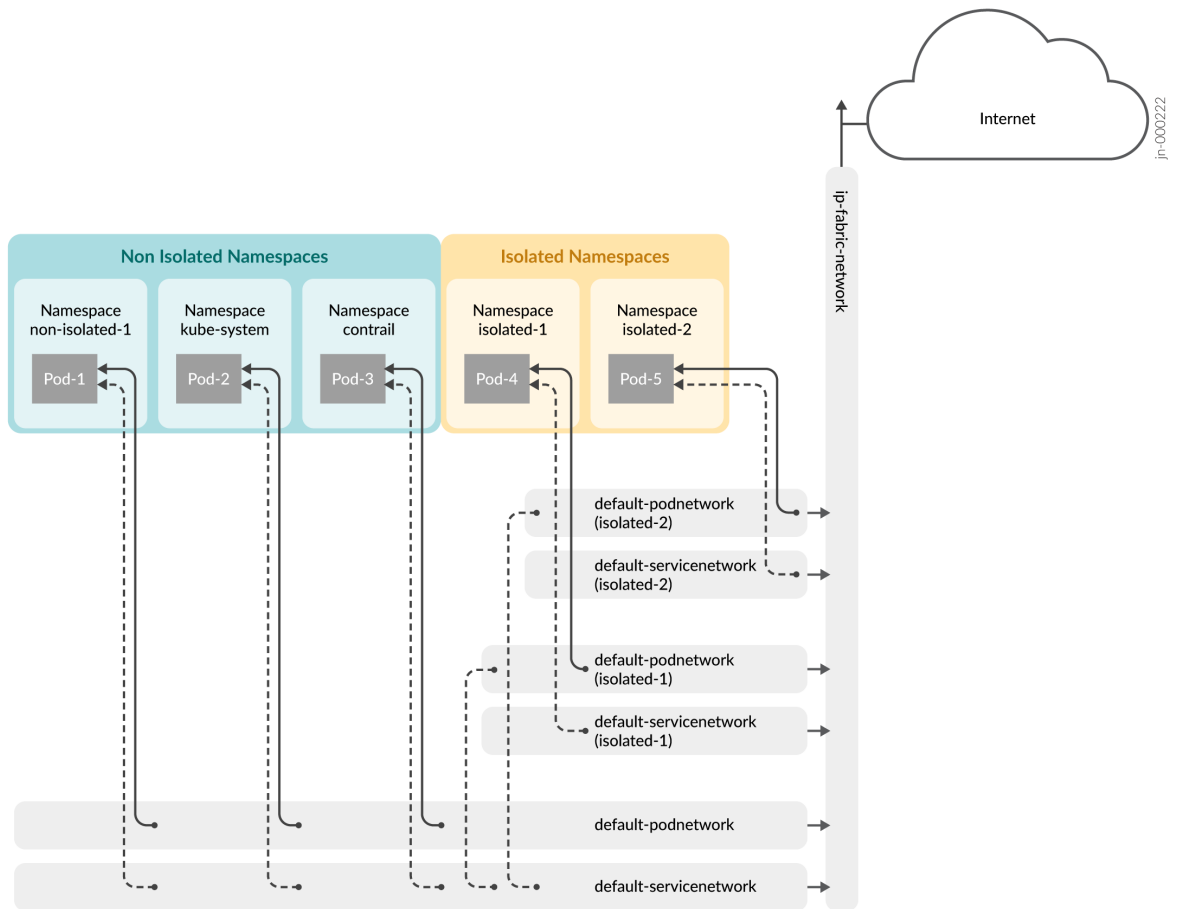 Internet
jn-000222
ip-fabric-network
Non Isolated Namespaces
Isolated Namespaces
Namespace
non-isolated-1
Namespace
kube-system
Namespace
contrail
Namespace
isolated-1
Namespace
isolated-2
Pod-1
Pod-2
Pod-3
Pod-4
Pod-5
default-podnetwork
(isolated-2)
default-servicenetwork
(isolated-2)
default-podnetwork
(isolated-1)
default-servicenetwork
(isolated-1)
default-podnetwork
default-servicenetwork